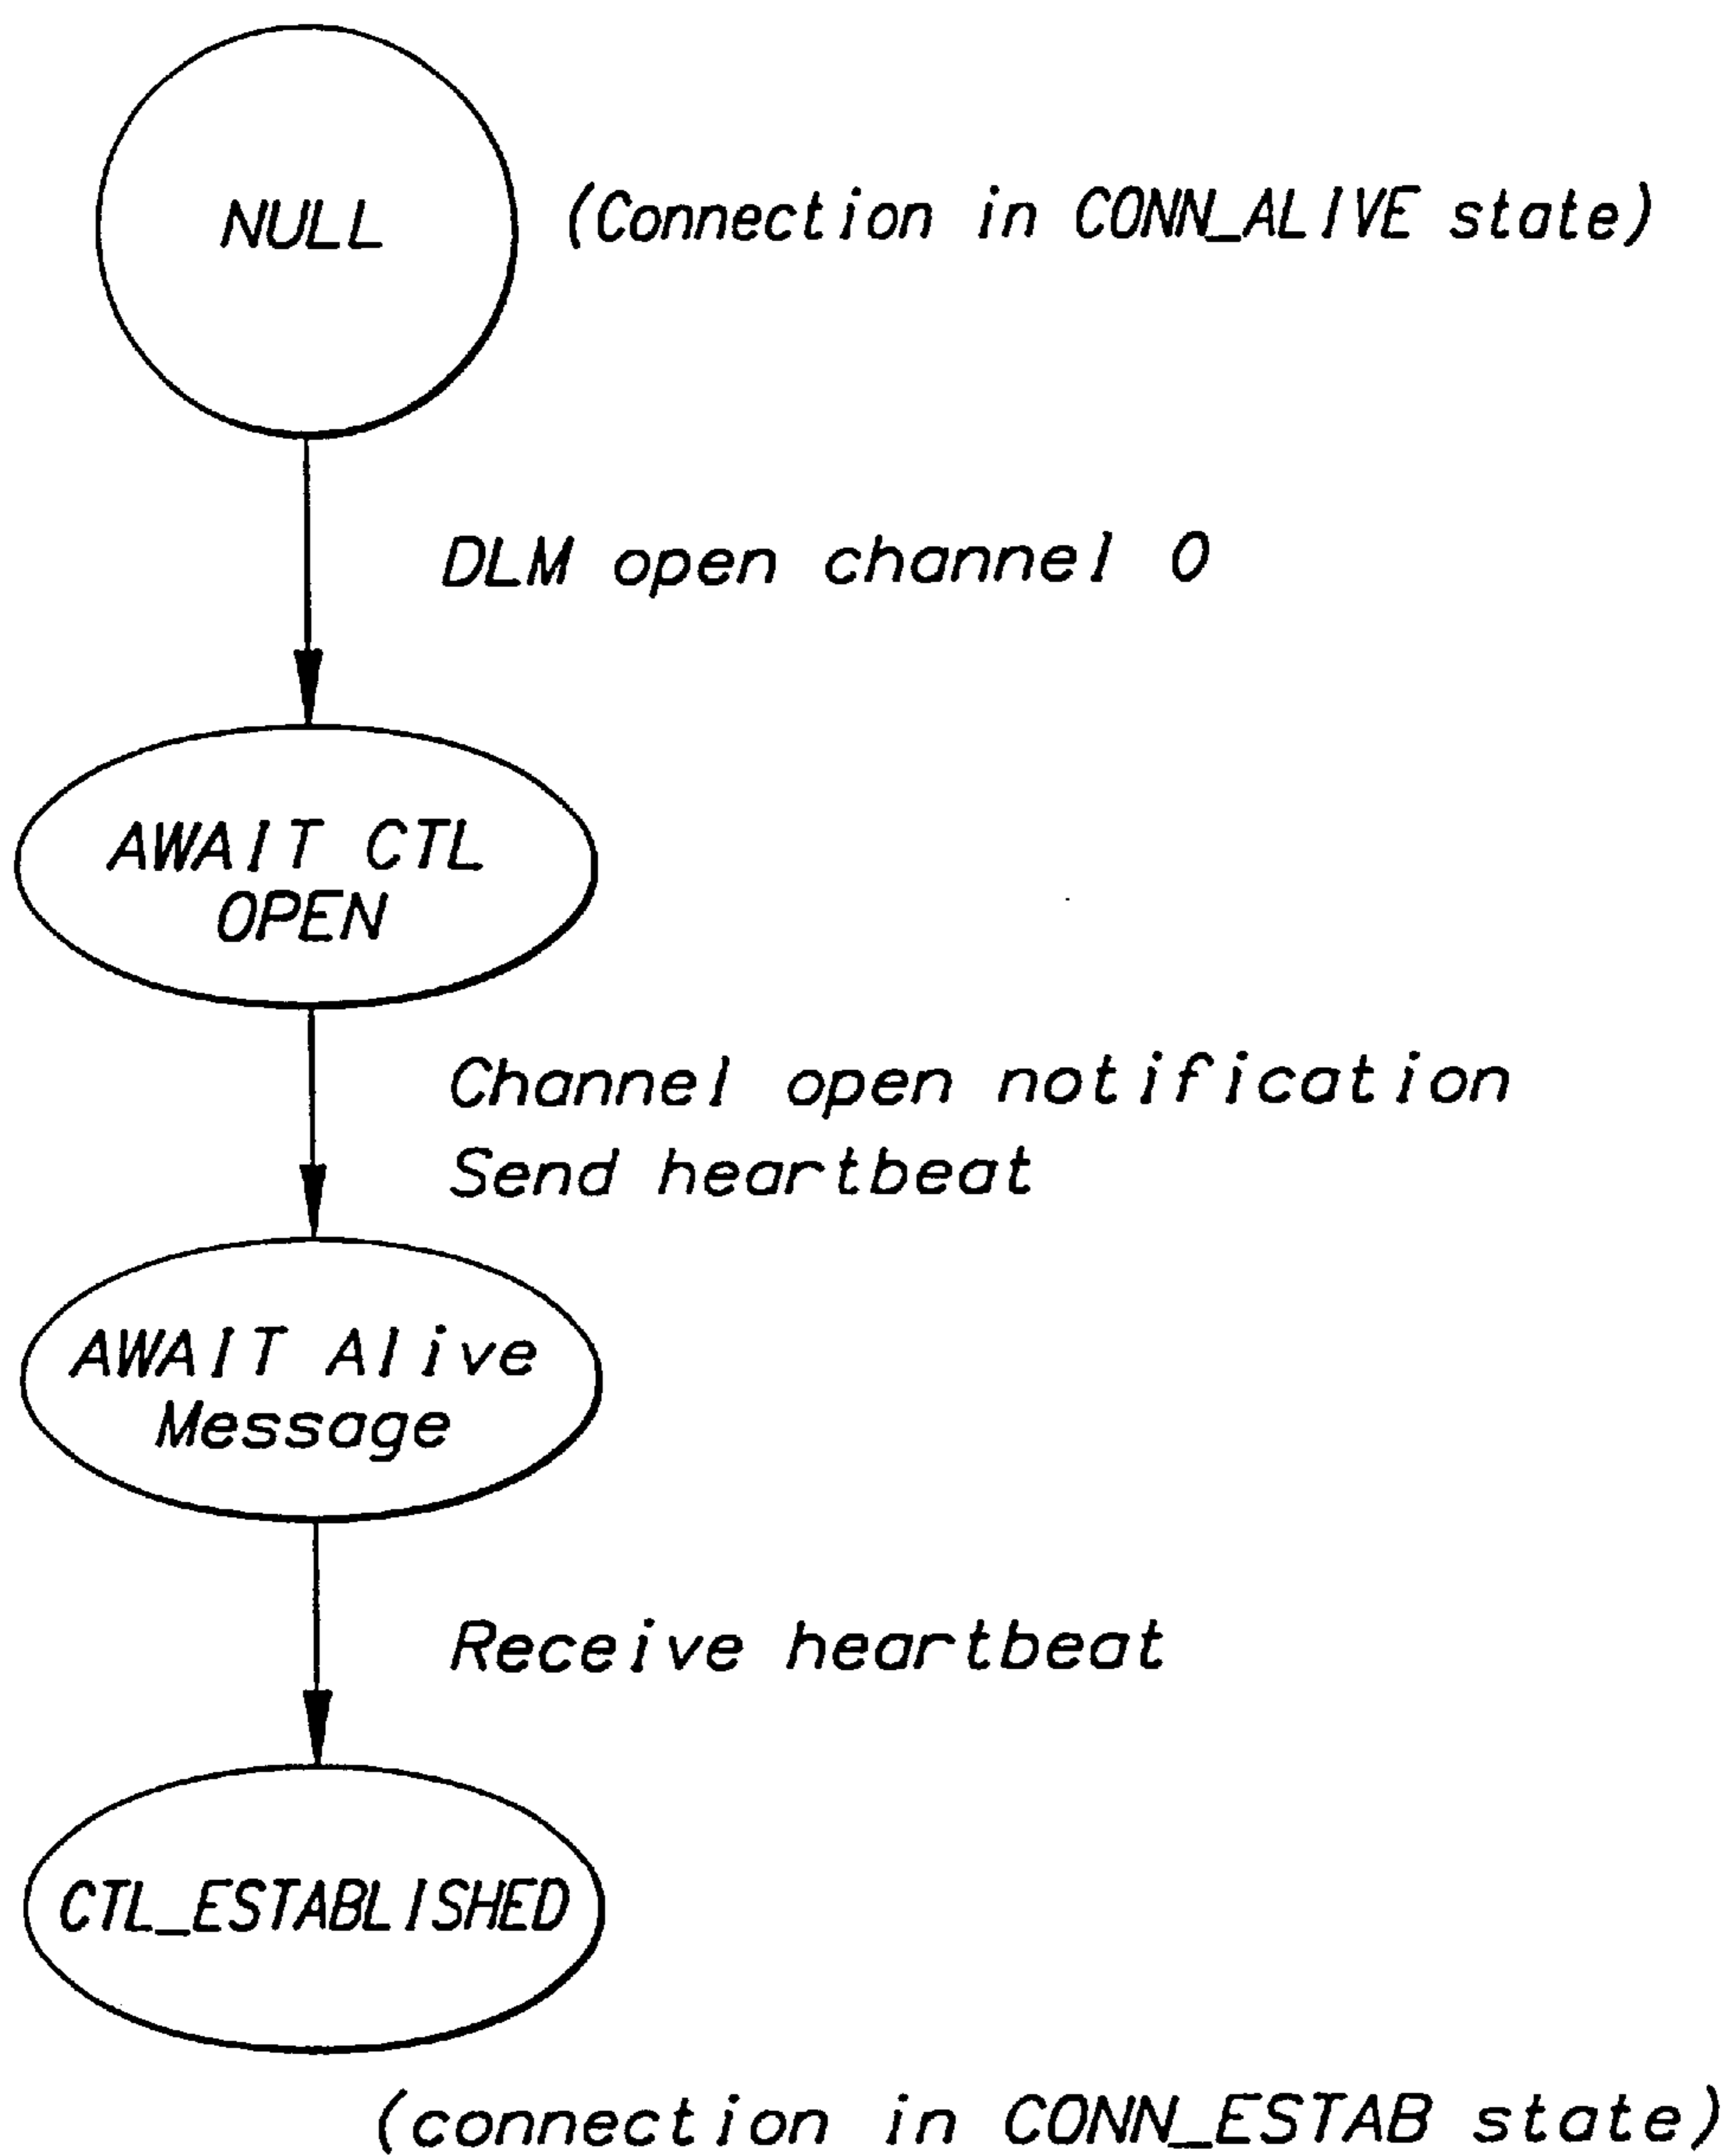 NULL
(Connection in CONN_ALIVE state)
DLM open channel 0
AWAIT CTL
OPEN
Channel open notification
Send heartbeat
AWAIT Alive
Message
Receive heartbeat
CTL_ESTABLISHED
(connection in CONN_ESTAB state)